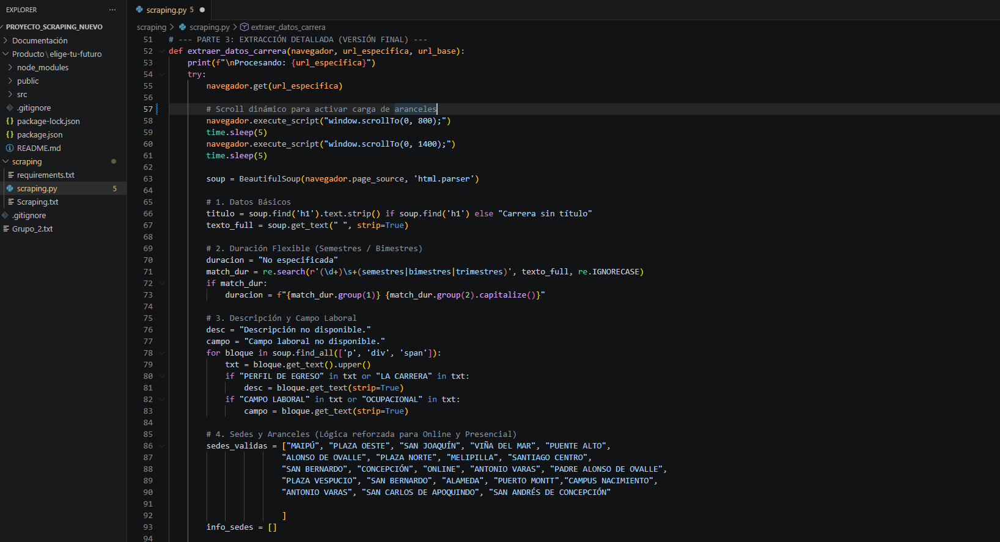 EXPLORER
···
PROYECTO_SCRAPING_NUEVO
Documentación
Producto \ elige-tu-futuro
node_modules
public
src
.gitignore
package-lock.json
package.json
README.md
scraping
requirements.txt
scraping.py 5
Scraping.txt
.gitignore
Grupo_2.txt
scraping.py 5
scraping > scraping.py > extraer_datos_carrera
51 # --- PARTE 3: EXTRACCIÓN DETALLADA (VERSIÓN FINAL) ---
52 def extraer_datos_carrera(navegador, url_especifica, url_base):
53     print(f"\nProcesando: {url_especifica}")
54     try:
55         navegador.get(url_especifica)
56
57         # Scroll dinámico para activar carga de aranceles
58         navegador.execute_script("window.scrollTo(0, 800);")
59         time.sleep(5)
60         navegador.execute_script("window.scrollTo(0, 1400);")
61         time.sleep(5)
62
63         soup = BeautifulSoup(navegador.page_source, 'html.parser')
64
65         # 1. Datos Básicos
66         titulo = soup.find('h1').text.strip() if soup.find('h1') else "Carrera sin título"
67         texto_full = soup.get_text(" ", strip=True)
68
69         # 2. Duración Flexible (Semestres / Bimestres)
70         duracion = "No especificada"
71         match_dur = re.search(r'(\d+)\s+(semestres|bimestres|trimestres)', texto_full, re.IGNORECASE)
72         if match_dur:
73             duracion = f"{match_dur.group(1)} {match_dur.group(2).capitalize()}"
74
75         # 3. Descripción y Campo Laboral
76         desc = "Descripción no disponible."
77         campo = "Campo laboral no disponible."
78         for bloque in soup.find_all(['p', 'div', 'span']):
79             txt = bloque.get_text().upper()
80             if "PERFIL DE EGRESO" in txt or "LA CARRERA" in txt:
81                 desc = bloque.get_text(strip=True)
82             if "CAMPO LABORAL" in txt or "OCUPACIONAL" in txt:
83                 campo = bloque.get_text(strip=True)
84
85         # 4. Sedes y Aranceles (Lógica reforzada para Online y Presencial)
86         sedes_validas = ["MAIPÚ", "PLAZA OESTE", "SAN JOAQUÍN", "VIÑA DEL MAR", "PUENTE ALTO",
87                         "ALONSO DE OVALLE", "PLAZA NORTE", "MELIPILLA", "SANTIAGO CENTRO",
88                         "SAN BERNARDO", "CONCEPCIÓN", "ONLINE", "ANTONIO VARAS", "PADRE ALONSO DE OVALLE",
89                         "PLAZA VESPUCIO", "SAN BERNARDO", "ALAMEDA", "PUERTO MONTT","CAMPUS NACIMIENTO",
90                         "ANTONIO VARAS", "SAN CARLOS DE APOQUINDO", "SAN ANDRÉS DE CONCEPCIÓN"
91
92                         ]
93         info_sedes = []
94